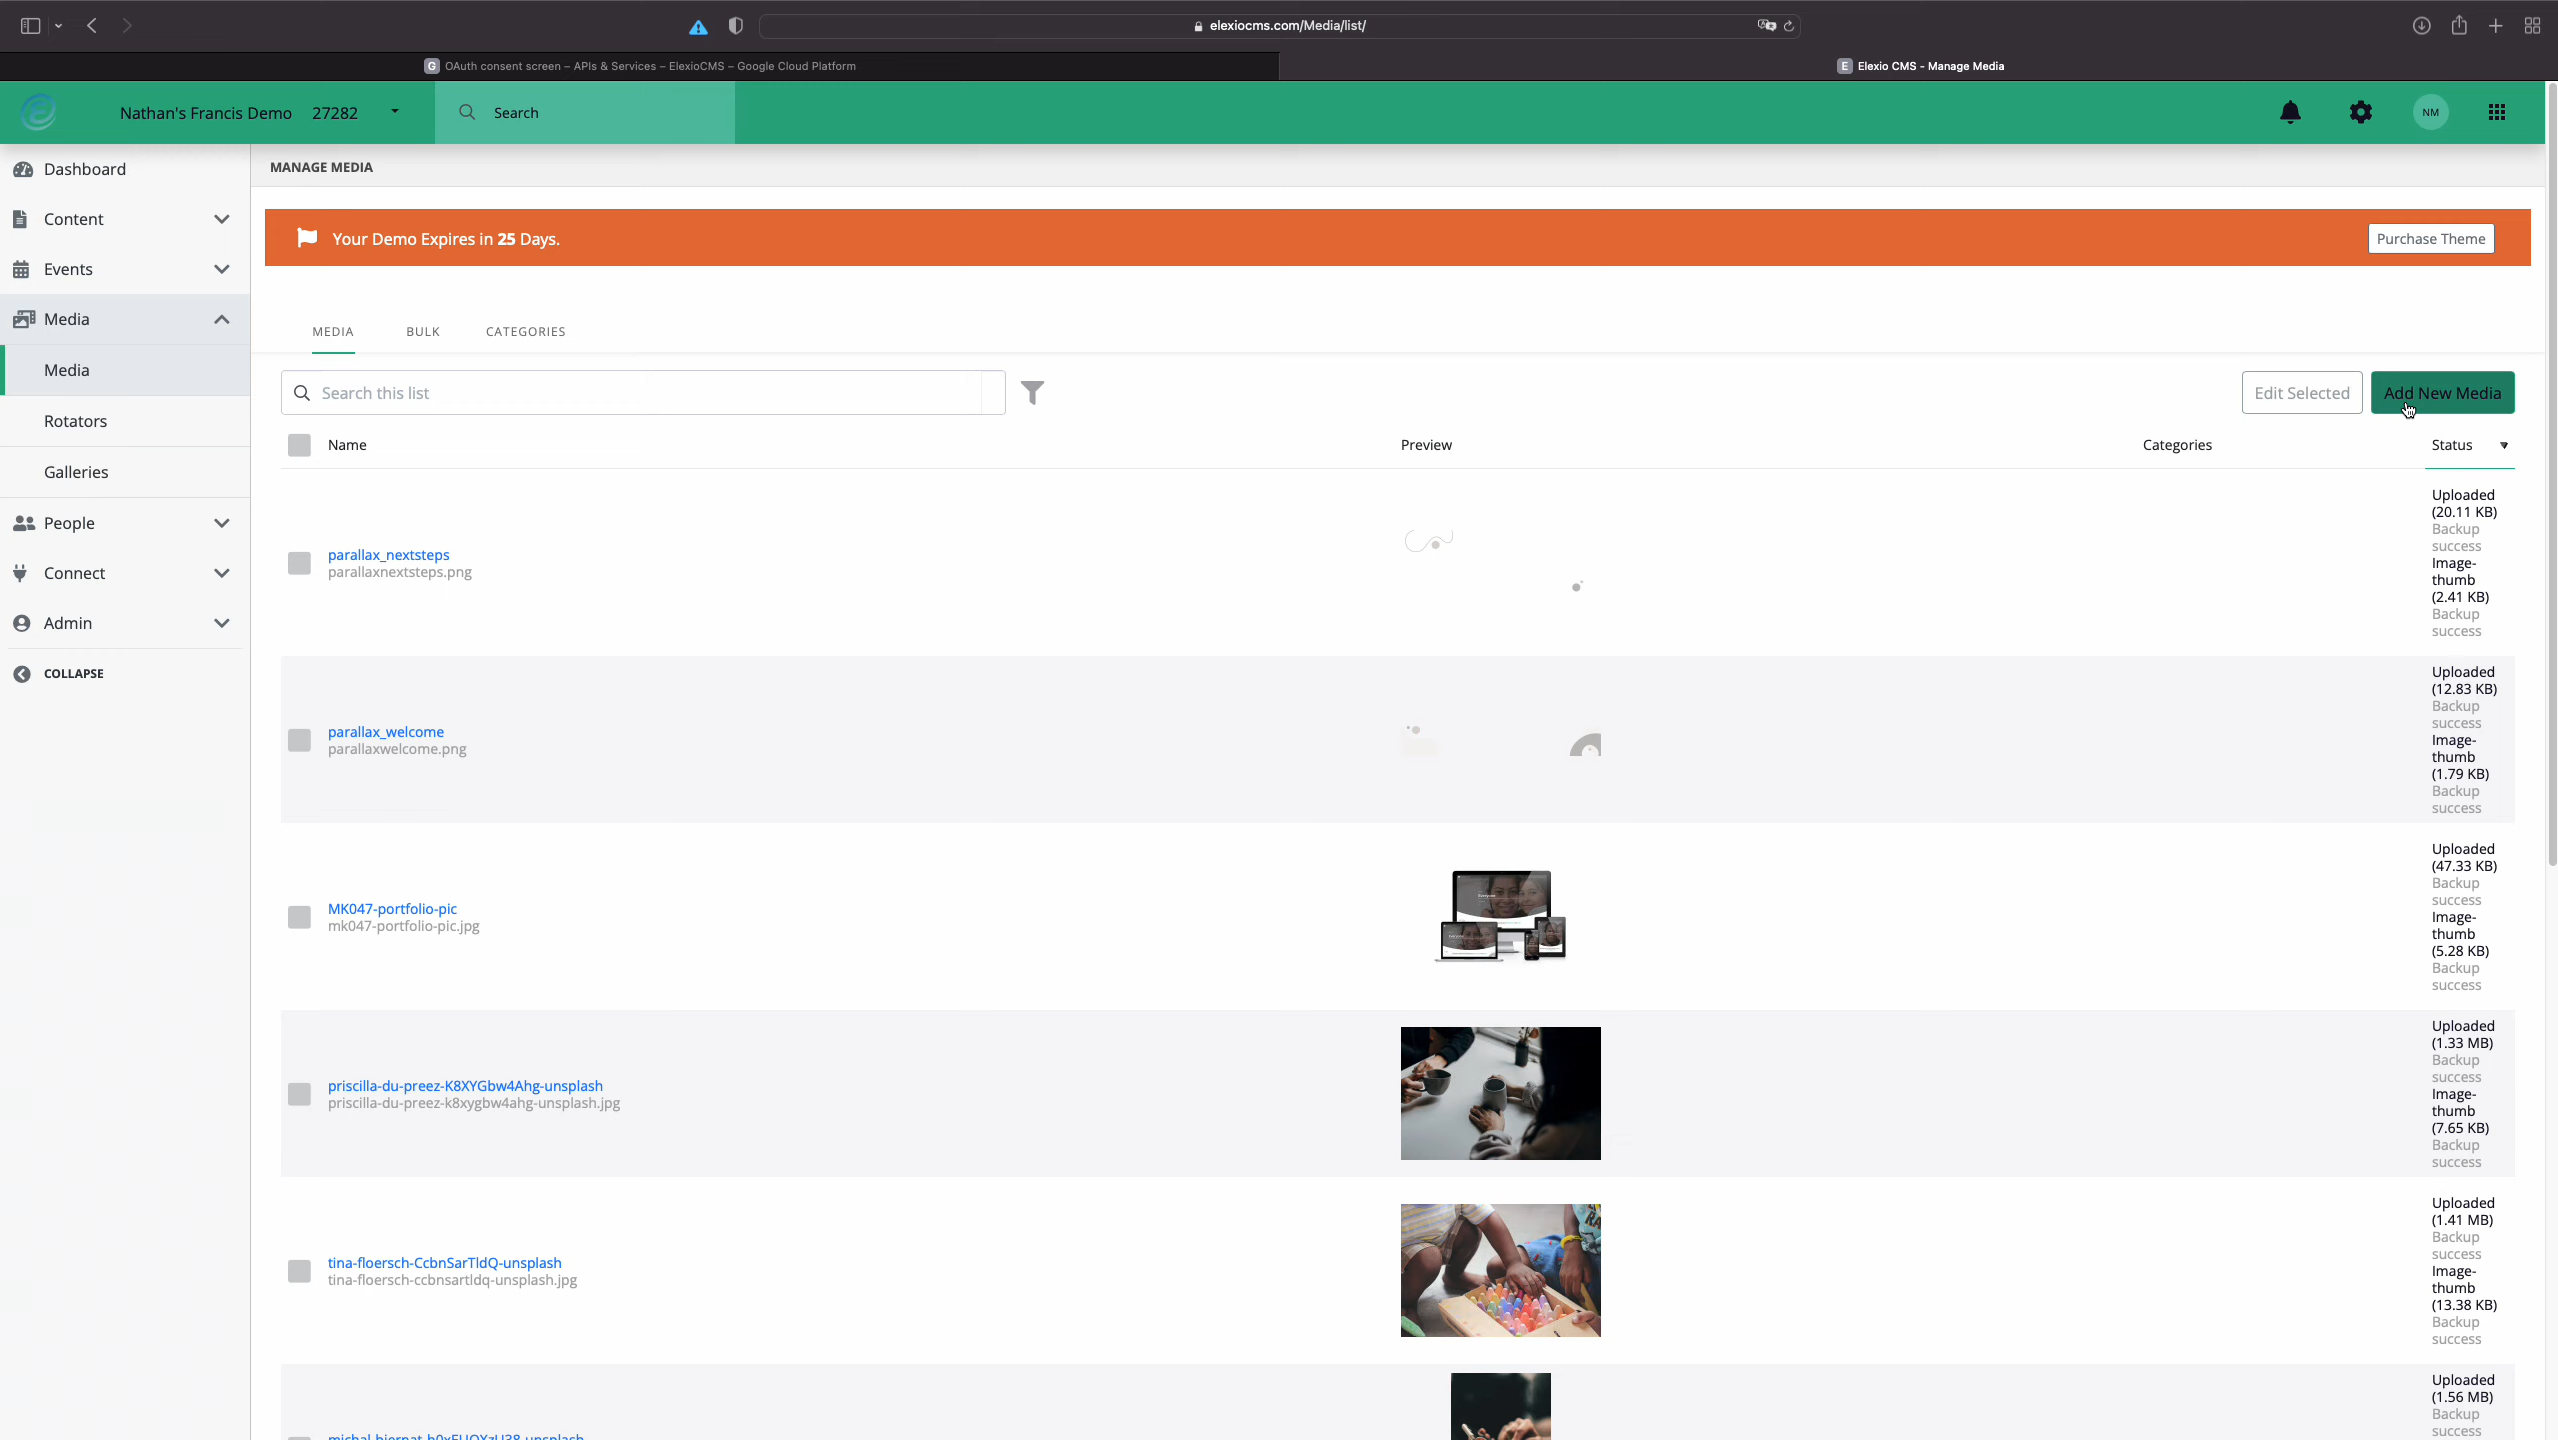 elexiocms.com/Media/list/
G OAuth consent screen – APIs & Services – ElexioCMS – Google Cloud Platform
E Elexio CMS - Manage Media
Nathan's Francis Demo 27282
Search
NM
Dashboard
Content
Events
Media
Media
Rotators
Galleries
People
Connect
Admin
COLLAPSE
MANAGE MEDIA
Your Demo Expires in 25 Days.
Purchase Theme
MEDIA BULK CATEGORIES
Search this list
Edit Selected
Add New Media
Name Preview Categories Status
parallax_nextsteps
parallaxnextsteps.png
Uploaded
(20.11 KB)
Backup
success
Image-
thumb
(2.41 KB)
Backup
success
parallax_welcome
parallaxwelcome.png
Uploaded
(12.83 KB)
Backup
success
Image-
thumb
(1.79 KB)
Backup
success
MK047-portfolio-pic
mk047-portfolio-pic.jpg
Uploaded
(47.33 KB)
Backup
success
Image-
thumb
(5.28 KB)
Backup
success
priscilla-du-preez-K8XYGbw4Ahg-unsplash
priscilla-du-preez-k8xygbw4ahg-unsplash.jpg
Uploaded
(1.33 MB)
Backup
success
Image-
thumb
(7.65 KB)
Backup
success
tina-floersch-CcbnSarTldQ-unsplash
tina-floersch-ccbnsartldq-unsplash.jpg
Uploaded
(1.41 MB)
Backup
success
Image-
thumb
(13.38 KB)
Backup
success
Uploaded
(1.56 MB)
Backup
success